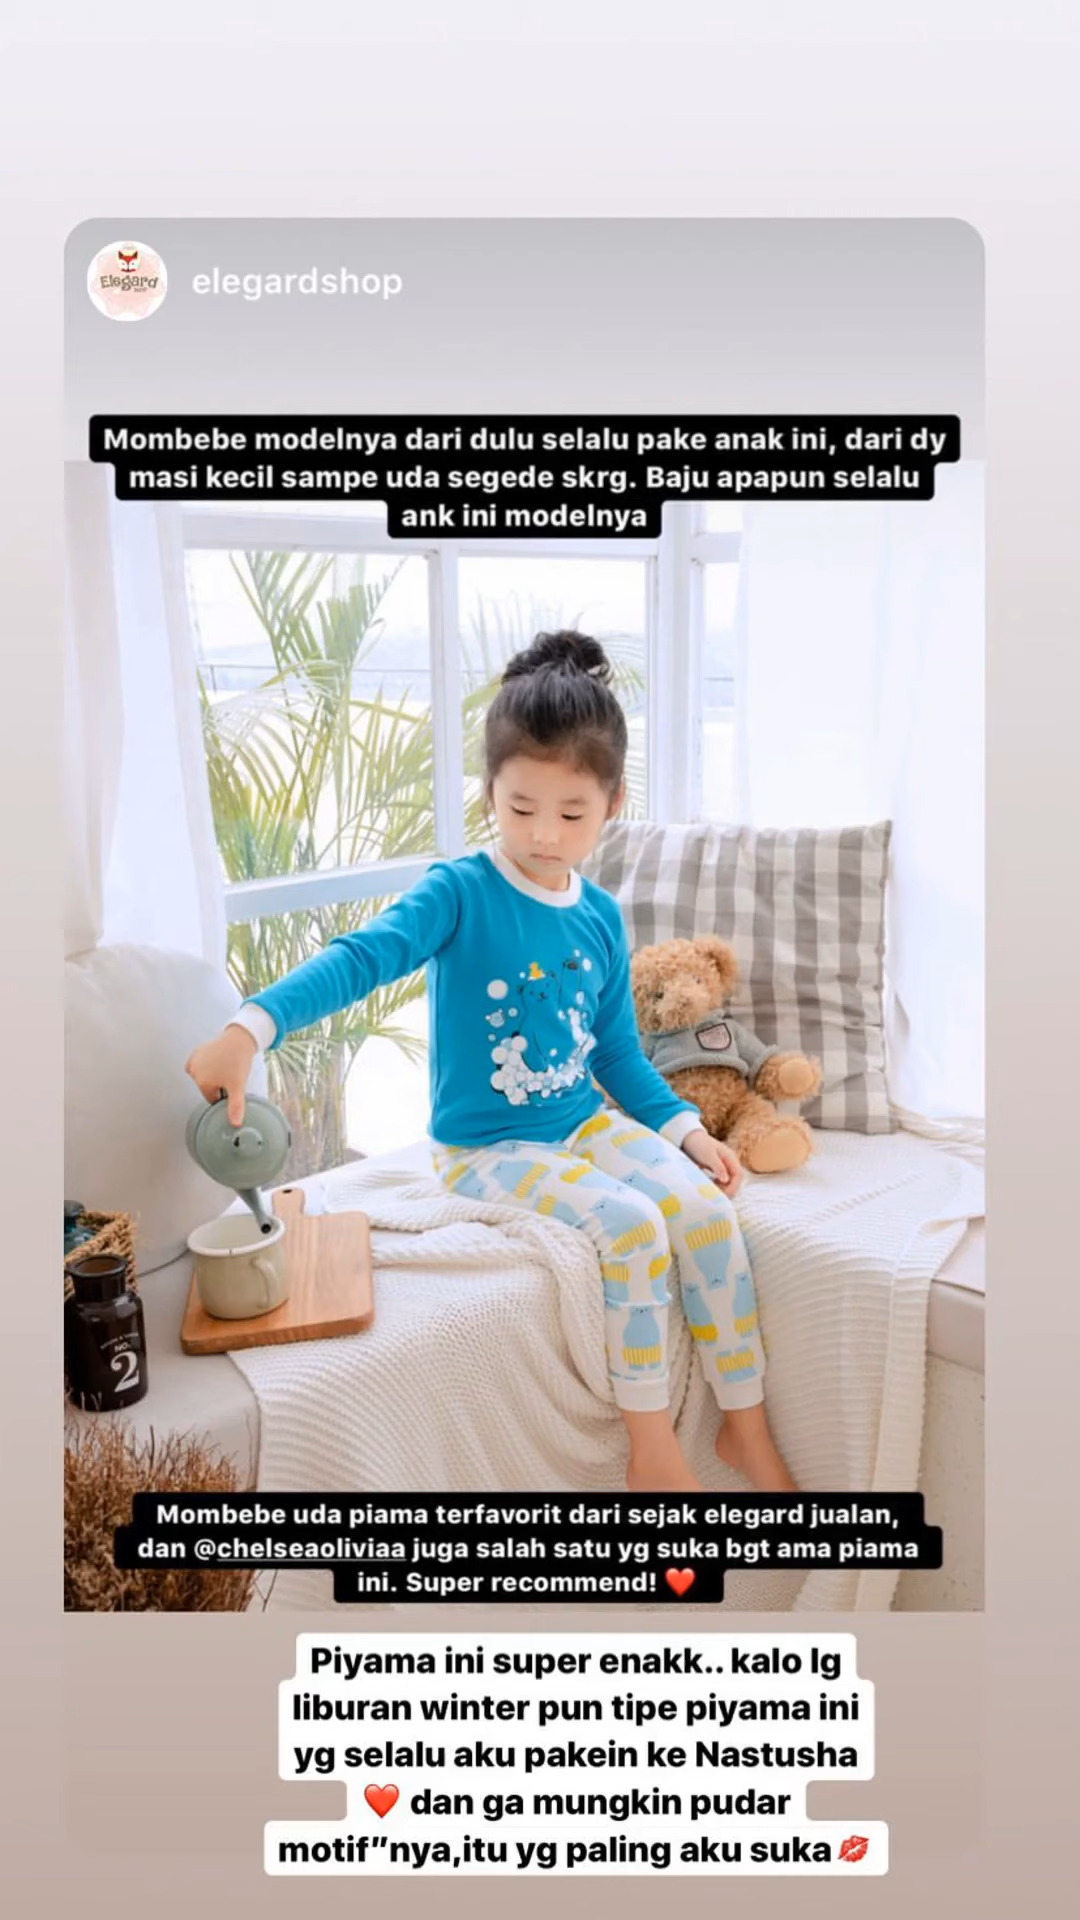 Elegard
elegardshop
Mombebe modelnya dari dulu selalu pake anak ini, dari dy
masi kecil sampe uda segede skrg. Baju apapun selalu
ank ini modelnya
NO.
2
Mombebe uda piama terfavorit dari sejak elegard jualan,
dan @chelseaoliviaa juga salah satu yg suka bgt ama piama
ini. Super recommend! ❤️
Piyama ini super enakk.. kalo lg
liburan winter pun tipe piyama ini
yg selalu aku pakein ke Nastusha
❤️ dan ga mungkin pudar
motif"nya,itu yg paling aku suka💋